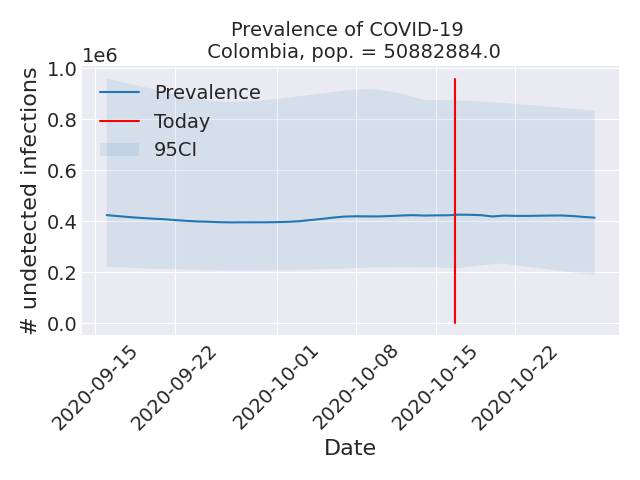 Prevalence of COVID-19
Colombia, pop. = 50882884.0
1e6
1.0
0.8
0.6
0.4
0.2
0.0
# undetected infections
Prevalence
Today
95CI
2020-09-15
2020-09-22
2020-10-01
2020-10-08
2020-10-15
2020-10-22
Date